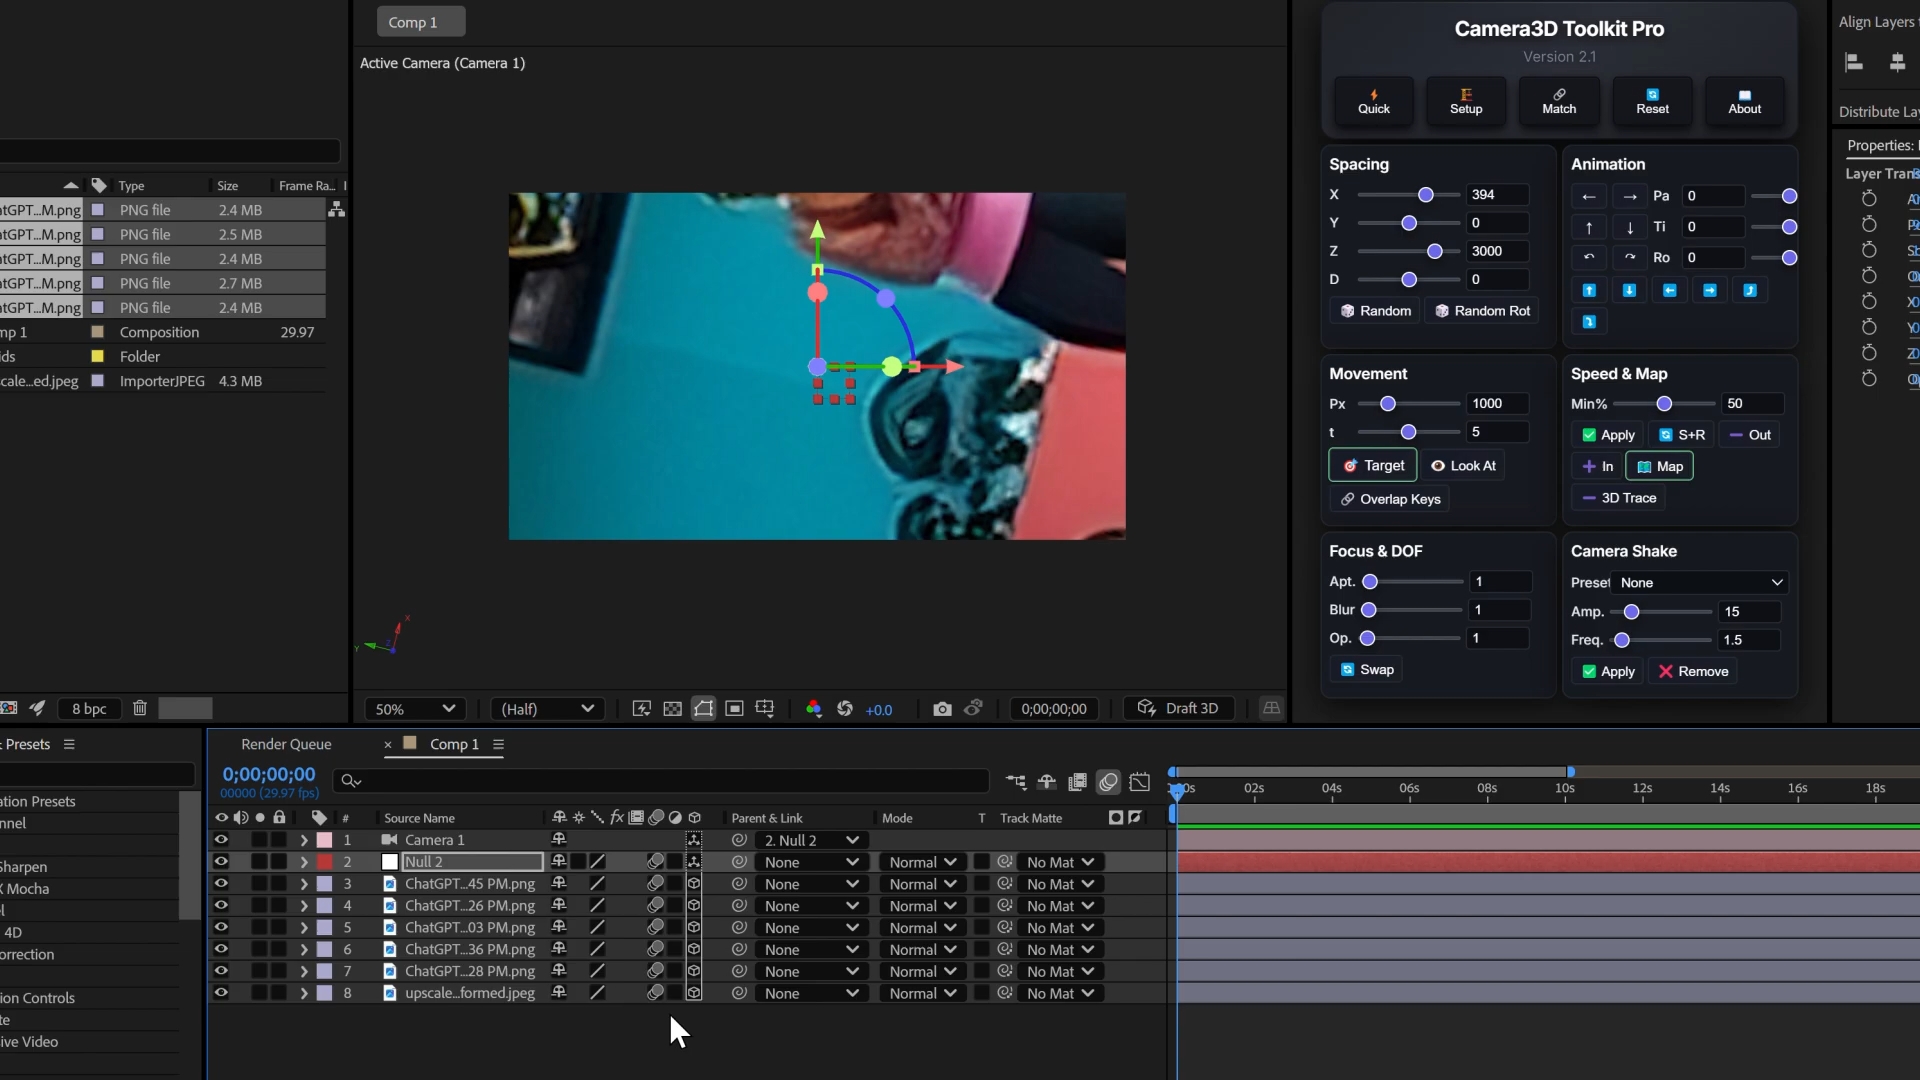 Comp 1
Active Camera (Camera 1)
Type Size Frame Ra..
atGPT...M.png PNG file 2.4 MB
atGPT...M.png PNG file 2.5 MB
atGPT...M.png PNG file 2.4 MB
atGPT...M.png PNG file 2.7 MB
atGPT...M.png PNG file 2.4 MB
mp 1 Composition 29.97
ids Folder
scale...ed.jpeg ImporterJPEG 4.3 MB
8 bpc
50%
(Half)
+0.0
0;00;00;00
Draft 3D
Camera3D Toolkit Pro
Version 2.1
Quick
Setup
Match
Reset
About
Spacing
X 394
Y 0
Z 3000
D 0
Random
Random Rot
Animation
← → Pa 0
↑ ↓ Ti 0
↶ ↷ Ro 0
Movement
Px 1000
t 5
Target
Look At
Overlap Keys
Speed & Map
Min% 50
Apply
S+R
Out
In
Map
3D Trace
Focus & DOF
Apt. 1
Blur 1
Op. 1
Swap
Camera Shake
Preset None
Amp. 15
Freq. 1.5
Apply
Remove
Align Layers
Distribute Lay
Properties:
Layer Trans
Presets
ation Presets
nnel
Sharpen
X Mocha
el
4D
orrection
ion Controls
te
ive Video
Render Queue
Comp 1
0;00;00;00
00000 (29.97 fps)
# Source Name fx Parent & Link Mode T Track Matte
1 Camera 1 2. Null 2
2 Null 2 None Normal No Mat
3 ChatGPT...45 PM.png None Normal No Mat
4 ChatGPT...26 PM.png None Normal No Mat
5 ChatGPT...03 PM.png None Normal No Mat
6 ChatGPT...36 PM.png None Normal No Mat
7 ChatGPT...28 PM.png None Normal No Mat
8 upscale...formed.jpeg None Normal No Mat
02s 04s 06s 08s 10s 12s 14s 16s 18s